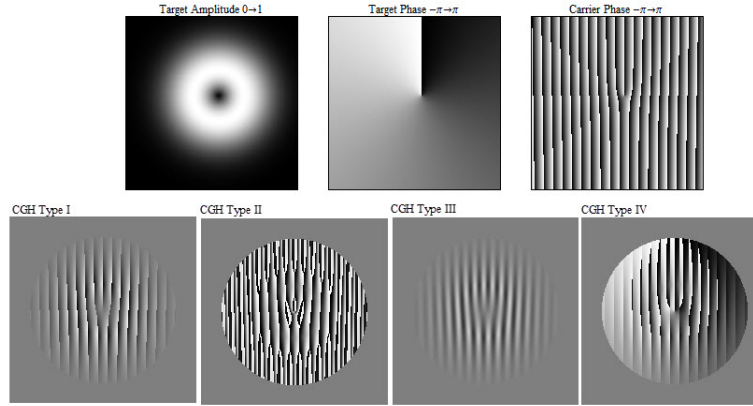 Target Amplitude 0→1
Target Phase −π→π
Carrier Phase −π→π
CGH Type I
CGH Type II
CGH Type III
CGH Type IV